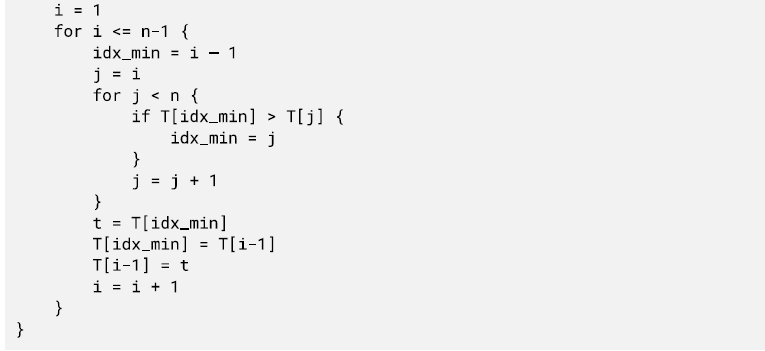 i = 1
    for i <= n-1 {
        idx_min = i – 1
        j = i
        for j < n {
            if T[idx_min] > T[j] {
                idx_min = j
            }
            j = j + 1
        }
        t = T[idx_min]
        T[idx_min] = T[i-1]
        T[i-1] = t
        i = i + 1
    }
}